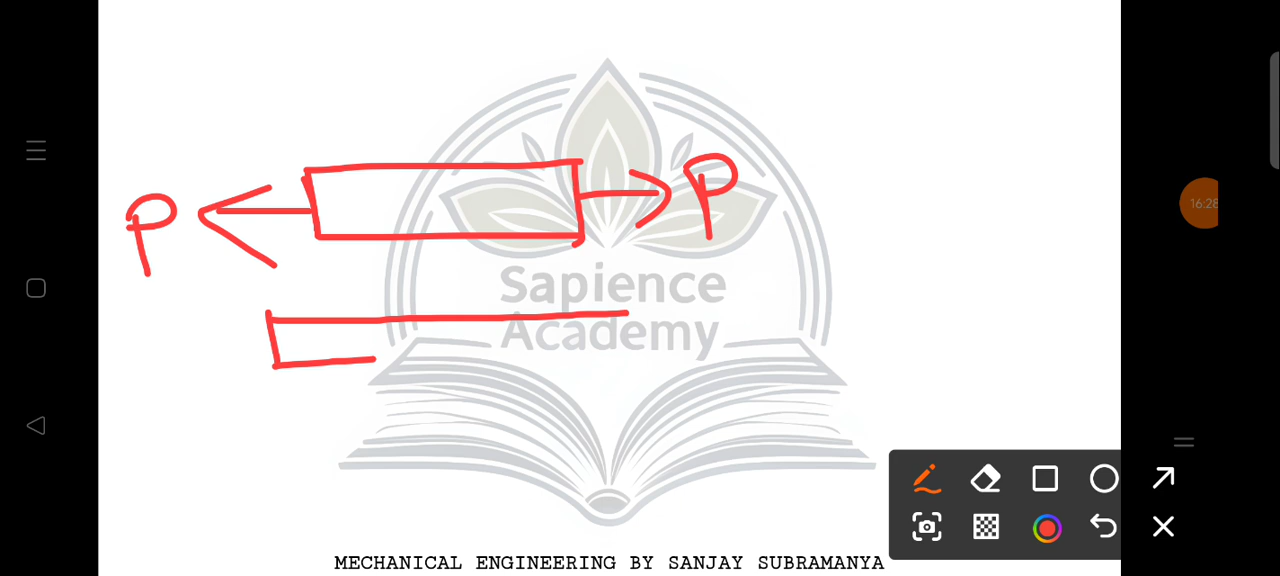 P P
Sapience
Academy
16:28
MECHANICAL ENGINEERING BY SANJAY SUBRAMANYA